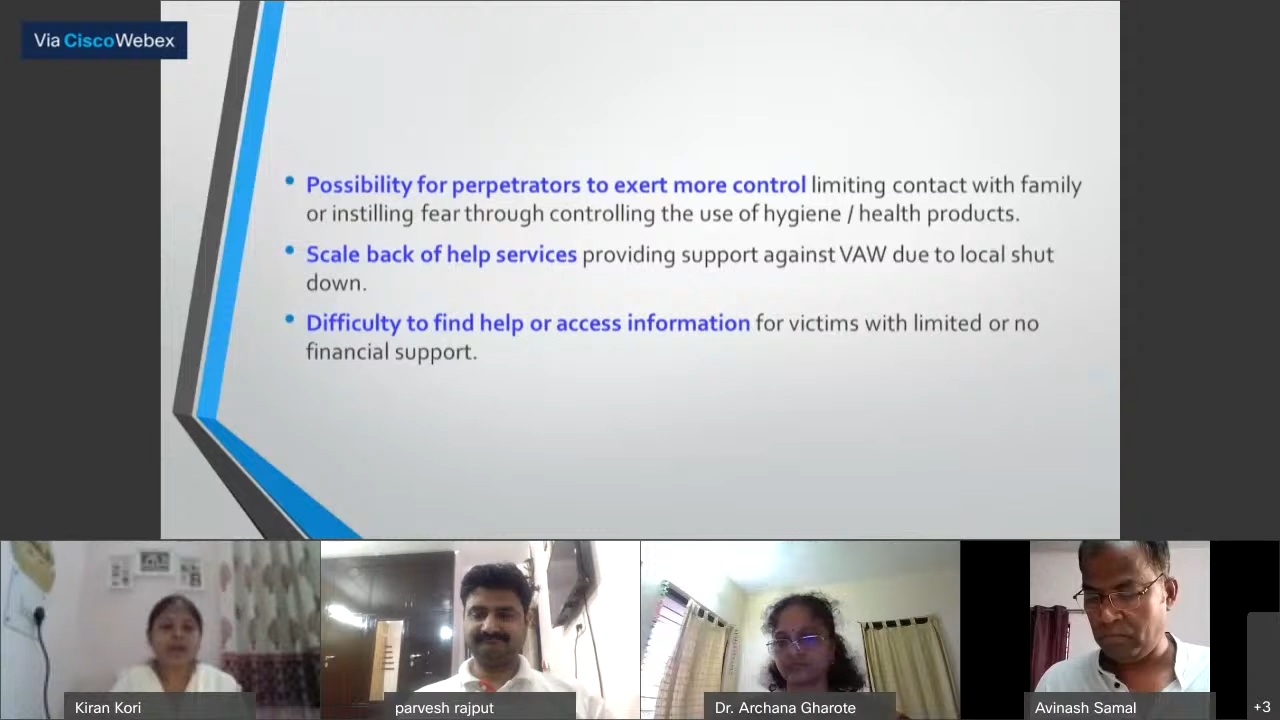 Via Cisco Webex
• Possibility for perpetrators to exert more control limiting contact with family
or instilling fear through controlling the use of hygiene / health products.
• Scale back of help services providing support against VAW due to local shut
down.
• Difficulty to find help or access information for victims with limited or no
financial support.
Kiran Kori
parvesh rajput
Dr. Archana Gharote
Avinash Samal
+3